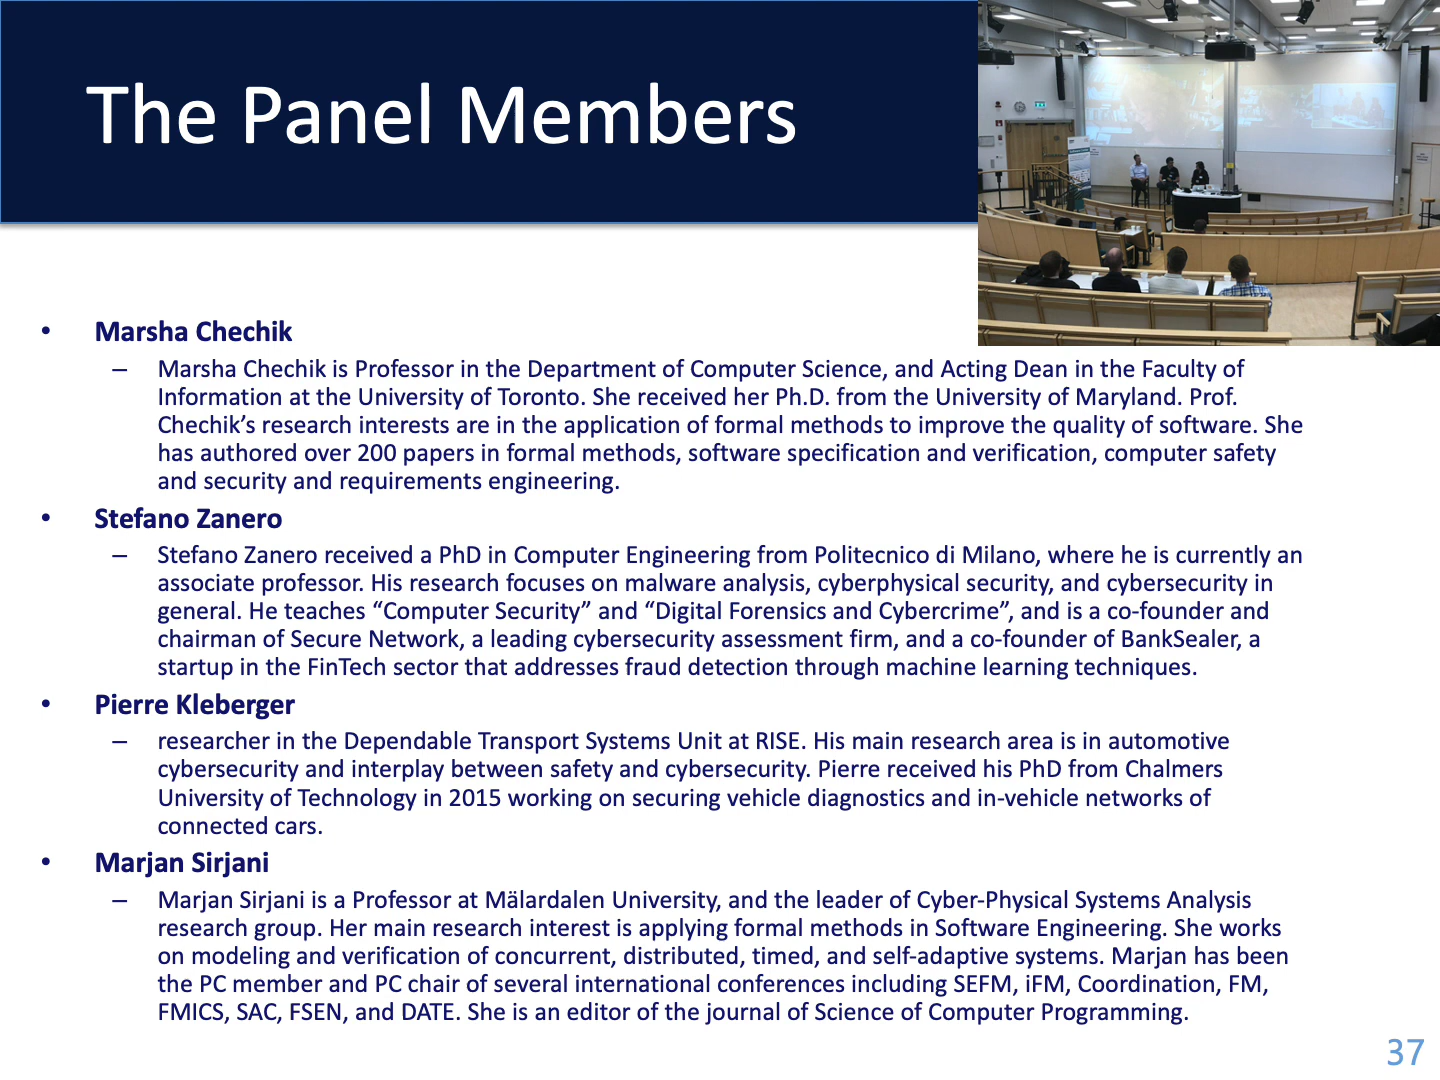 The Panel Members
• Marsha Chechik
– Marsha Chechik is Professor in the Department of Computer Science, and Acting Dean in the Faculty of
Information at the University of Toronto. She received her Ph.D. from the University of Maryland. Prof.
Chechik’s research interests are in the application of formal methods to improve the quality of software. She
has authored over 200 papers in formal methods, software specification and verification, computer safety
and security and requirements engineering.
• Stefano Zanero
– Stefano Zanero received a PhD in Computer Engineering from Politecnico di Milano, where he is currently an
associate professor. His research focuses on malware analysis, cyberphysical security, and cybersecurity in
general. He teaches “Computer Security” and “Digital Forensics and Cybercrime”, and is a co-founder and
chairman of Secure Network, a leading cybersecurity assessment firm, and a co-founder of BankSealer, a
startup in the FinTech sector that addresses fraud detection through machine learning techniques.
• Pierre Kleberger
– researcher in the Dependable Transport Systems Unit at RISE. His main research area is in automotive
cybersecurity and interplay between safety and cybersecurity. Pierre received his PhD from Chalmers
University of Technology in 2015 working on securing vehicle diagnostics and in-vehicle networks of
connected cars.
• Marjan Sirjani
– Marjan Sirjani is a Professor at Mälardalen University, and the leader of Cyber-Physical Systems Analysis
research group. Her main research interest is applying formal methods in Software Engineering. She works
on modeling and verification of concurrent, distributed, timed, and self-adaptive systems. Marjan has been
the PC member and PC chair of several international conferences including SEFM, iFM, Coordination, FM,
FMICS, SAC, FSEN, and DATE. She is an editor of the journal of Science of Computer Programming.
37